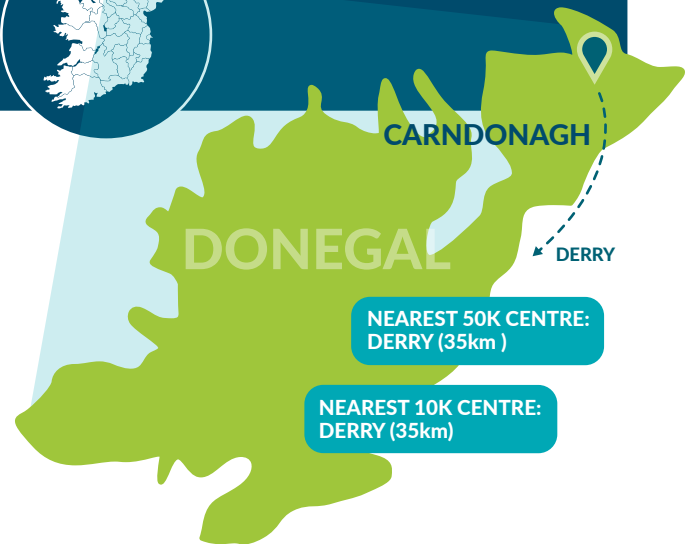 CARNDONAGH
DONEGAL
DERRY
NEAREST 50K CENTRE:
DERRY (35km )
NEAREST 10K CENTRE:
DERRY (35km)